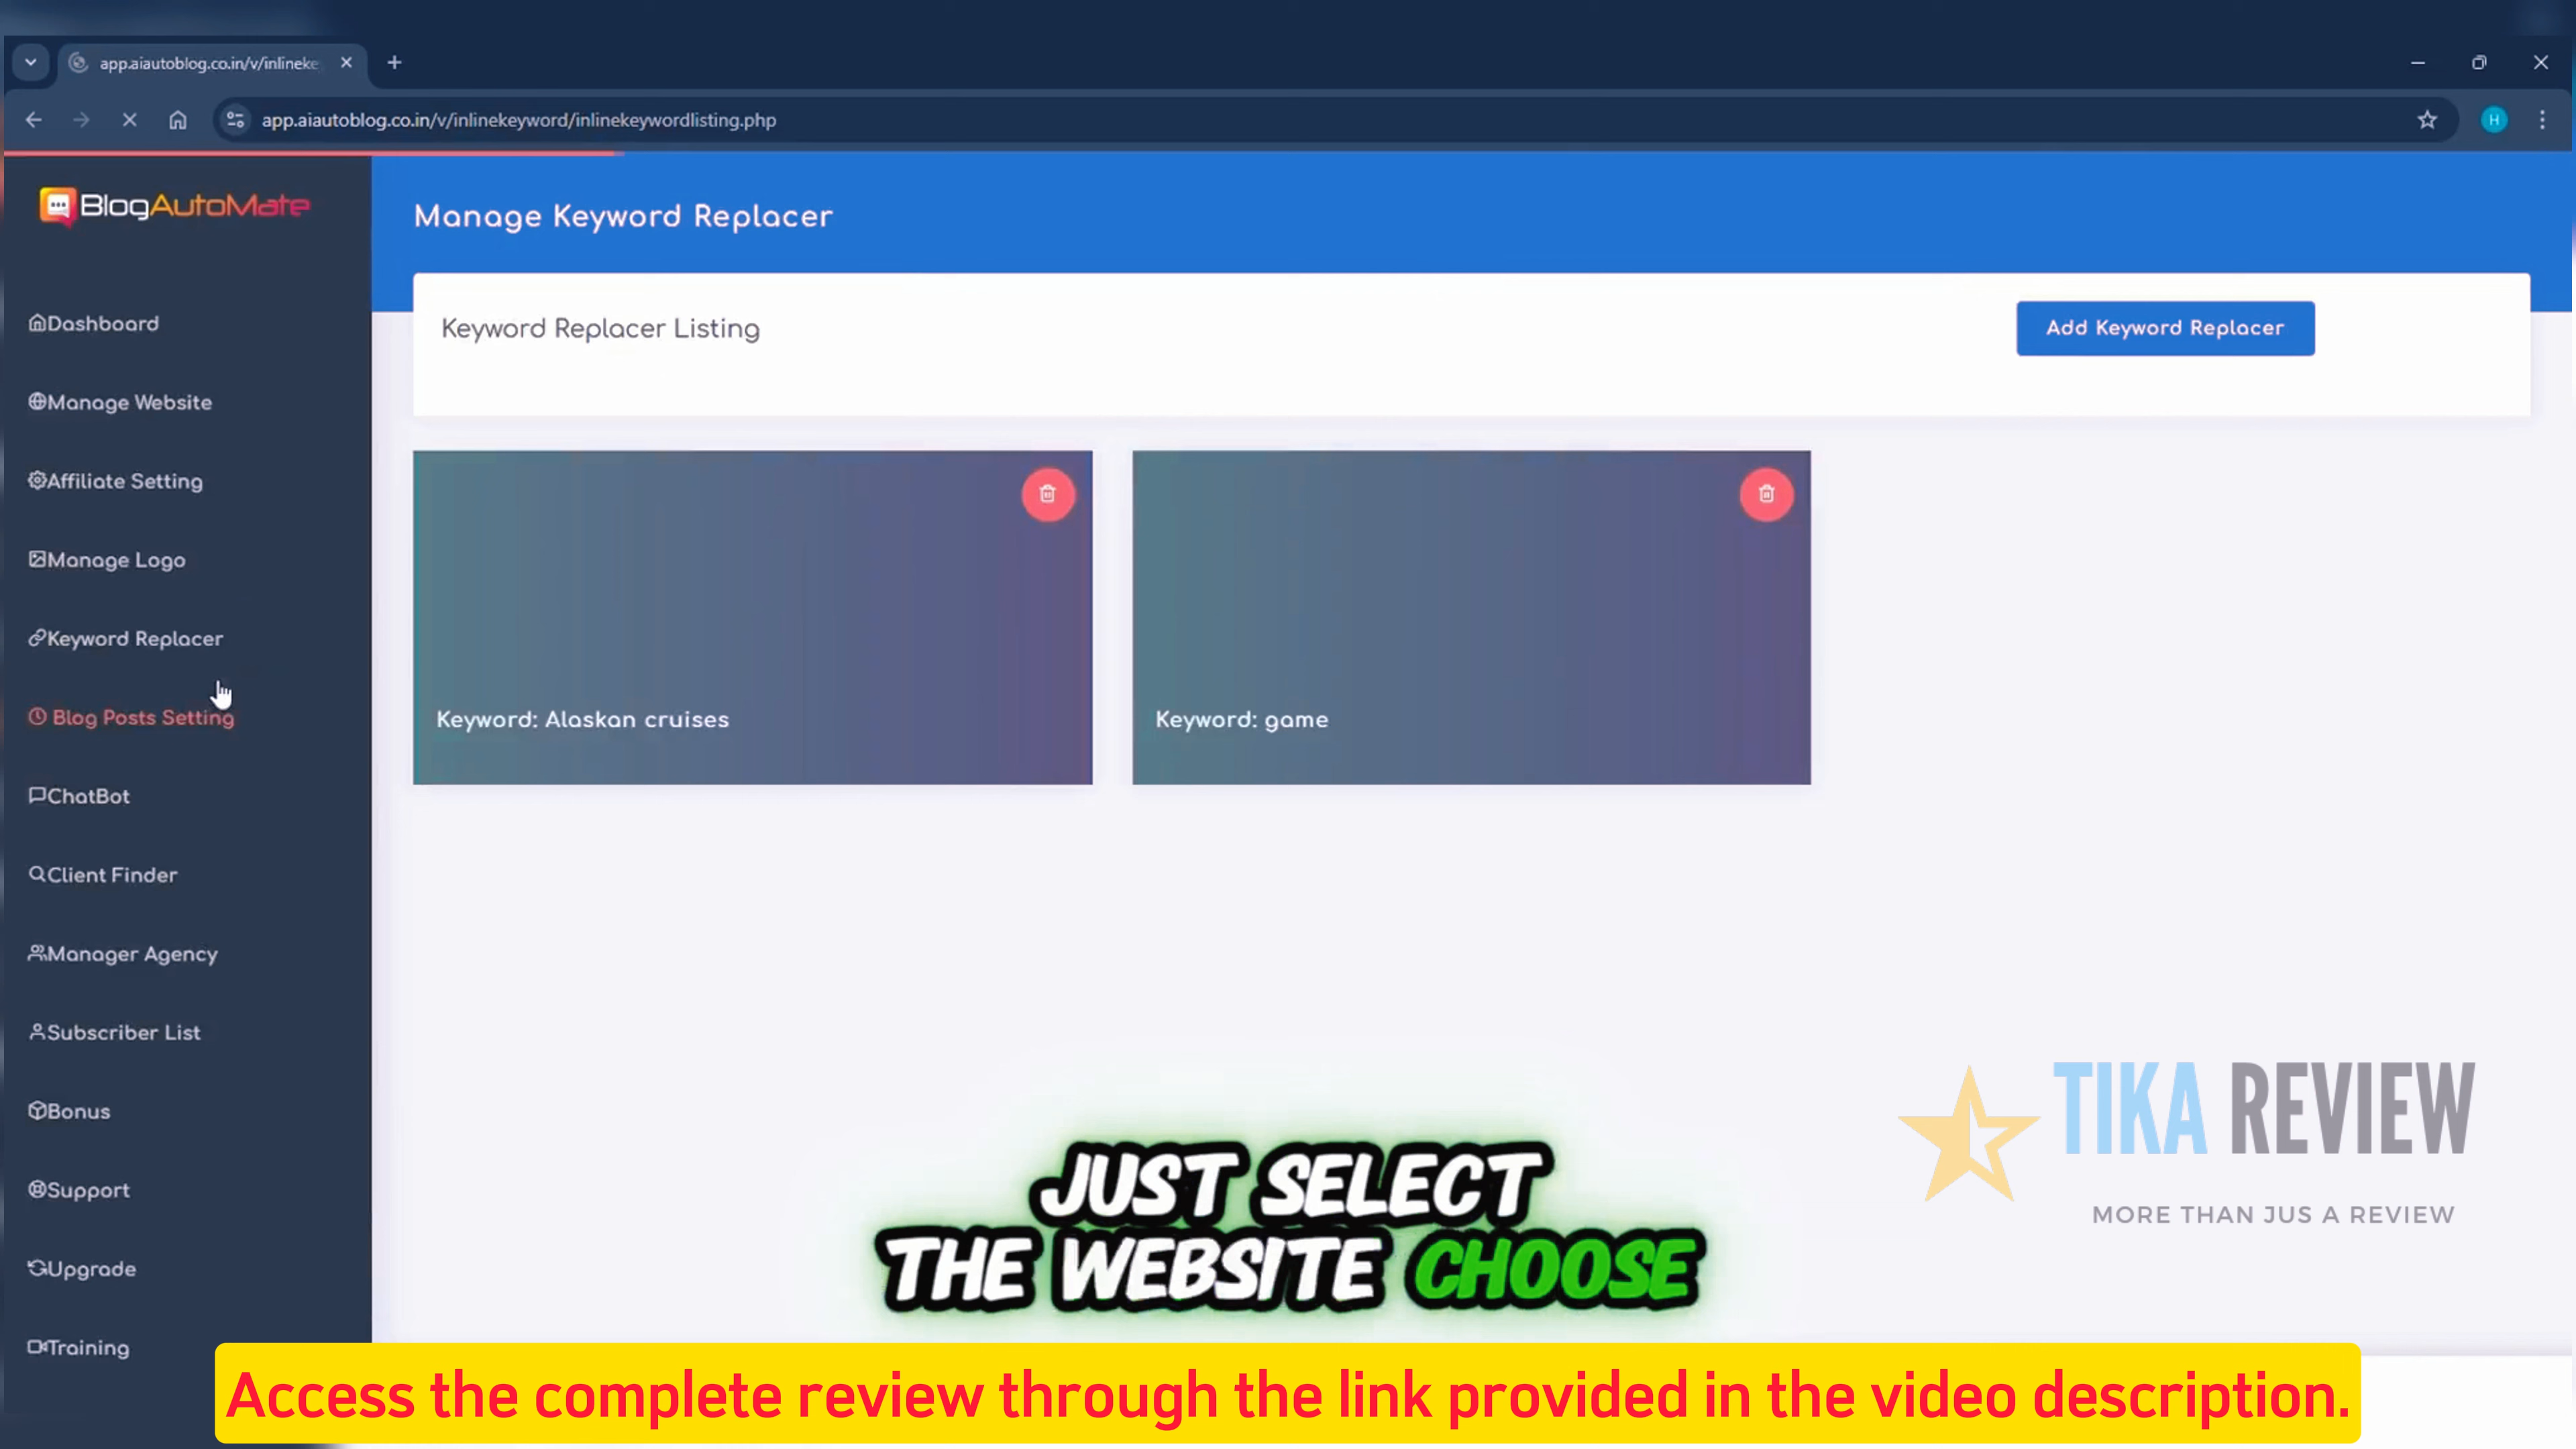 app.aiautoblog.co.in/v/inlineke
app.aiautoblog.co.in/v/inlinekeyword/inlinekeywordlisting.php
H
BlogAutoMate
Manage Keyword Replacer
Dashboard
Manage Website
Affiliate Setting
Manage Logo
Keyword Replacer
Blog Posts Setting
ChatBot
Client Finder
Manager Agency
Subscriber List
Bonus
Support
Upgrade
Training
Keyword Replacer Listing
Add Keyword Replacer
Keyword: Alaskan cruises
Keyword: game
TIKA REVIEW
MORE THAN JUS A REVIEW
JUST SELECT
THE WEBSITE CHOOSE
Access the complete review through the link provided in the video description.